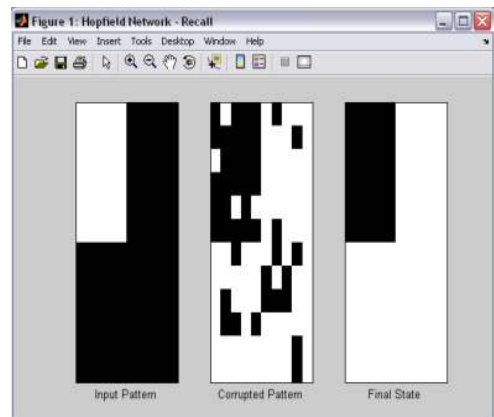 Figure 1: Hopfield Network - Recall
File Edit View Insert Tools Desktop Window Help
Input Pattern Corrupted Pattern Final State